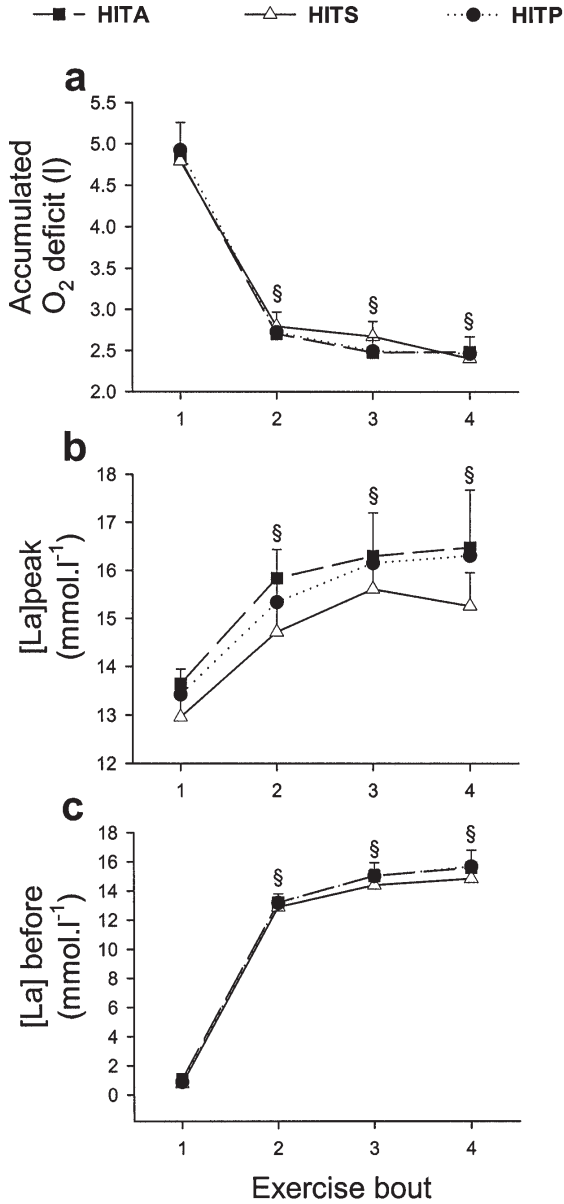 HITA HITS HITP
a
Accumulated
O2 deficit (l)
5.5
5.0
4.5
4.0
3.5
3.0
2.5
2.0
§ § §
1 2 3 4
b
[La]peak
(mmol.l-1)
18
17
16
15
14
13
12
§ § §
1 2 3 4
c
[La] before
(mmol.l-1)
18
16
14
12
10
8
6
4
2
0
§ § §
1 2 3 4
Exercise bout